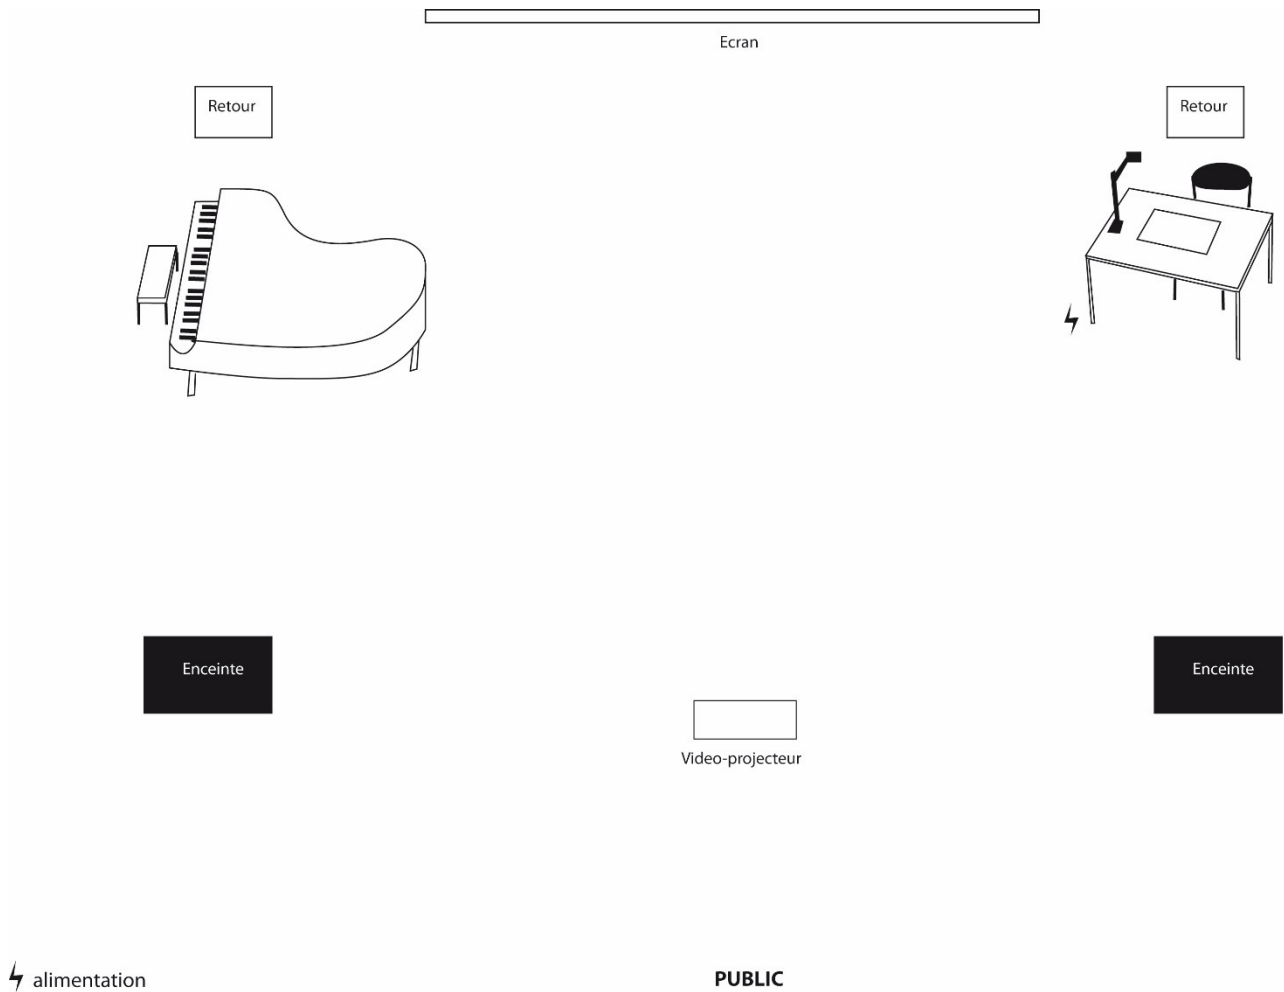 Ecran
Retour
Retour
Enceinte
Enceinte
Video-projecteur
alimentation
PUBLIC